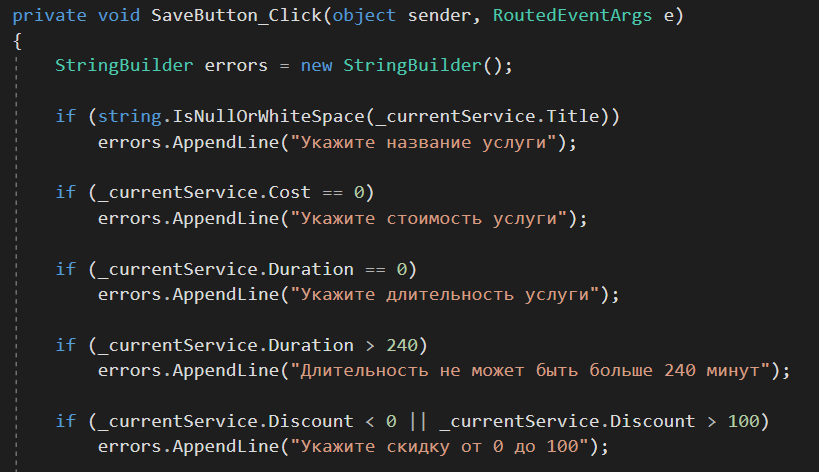 private void SaveButton_Click(object sender, RoutedEventArgs e)
{
    StringBuilder errors = new StringBuilder();
    if (string.IsNullOrWhiteSpace(_currentService.Title))
        errors.AppendLine("Укажите название услуги");
    if (_currentService.Cost == 0)
        errors.AppendLine("Укажите стоимость услуги");
    if (_currentService.Duration == 0)
        errors.AppendLine("Укажите длительность услуги");
    if (_currentService.Duration > 240)
        errors.AppendLine("Длительность не может быть больше 240 минут");
    if (_currentService.Discount < 0 || _currentService.Discount > 100)
        errors.AppendLine("Укажите скидку от 0 до 100");